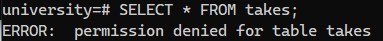 university=# SELECT * FROM takes;
ERROR:  permission denied for table takes